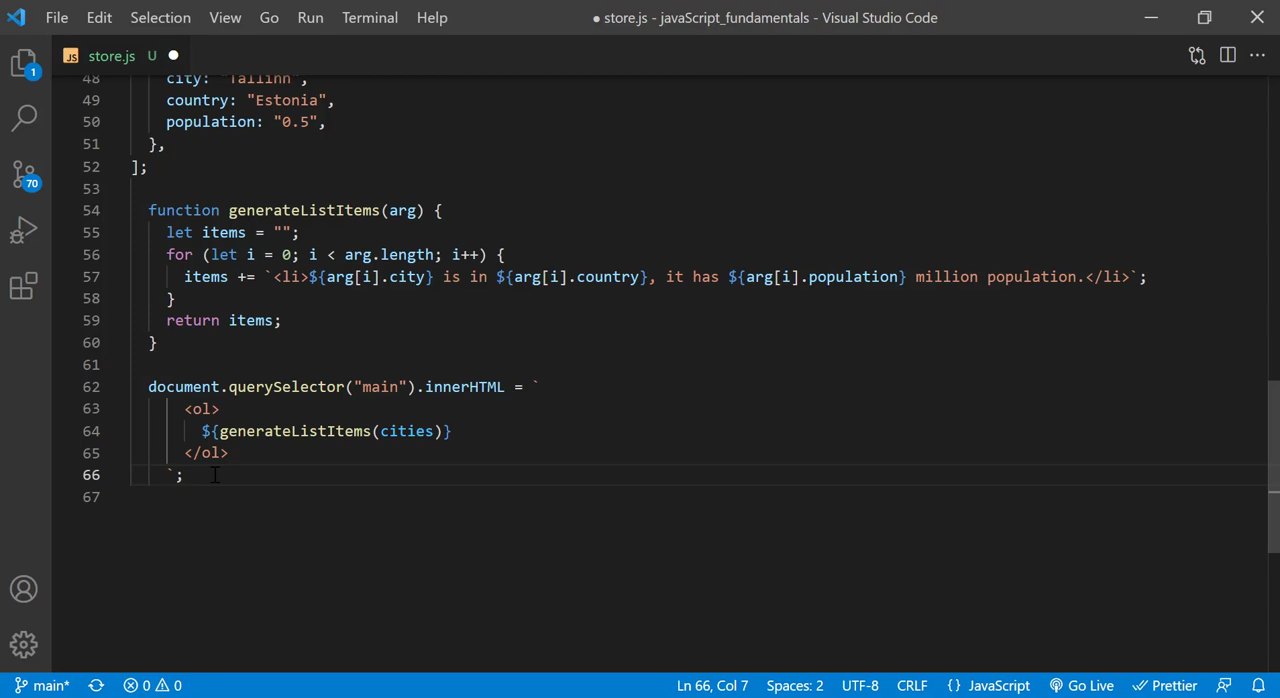 File Edit Selection View Go Run Terminal Help ● store.js - javaScript_fundamentals - Visual Studio Code
JS store.js U
1
70
48 city: "Tallinn",
49 country: "Estonia",
50 population: "0.5",
51 },
52 ];
53
54 function generateListItems(arg) {
55 let items = "";
56 for (let i = 0; i < arg.length; i++) {
57 items += `<li>${arg[i].city} is in ${arg[i].country}, it has ${arg[i].population} million population.</li>`;
58 }
59 return items;
60 }
61
62 document.querySelector("main").innerHTML = `
63 <ol>
64 ${generateListItems(cities)}
65 </ol>
66 `;
67
main* 0 0 Ln 66, Col 7 Spaces: 2 UTF-8 CRLF {} JavaScript Go Live Prettier